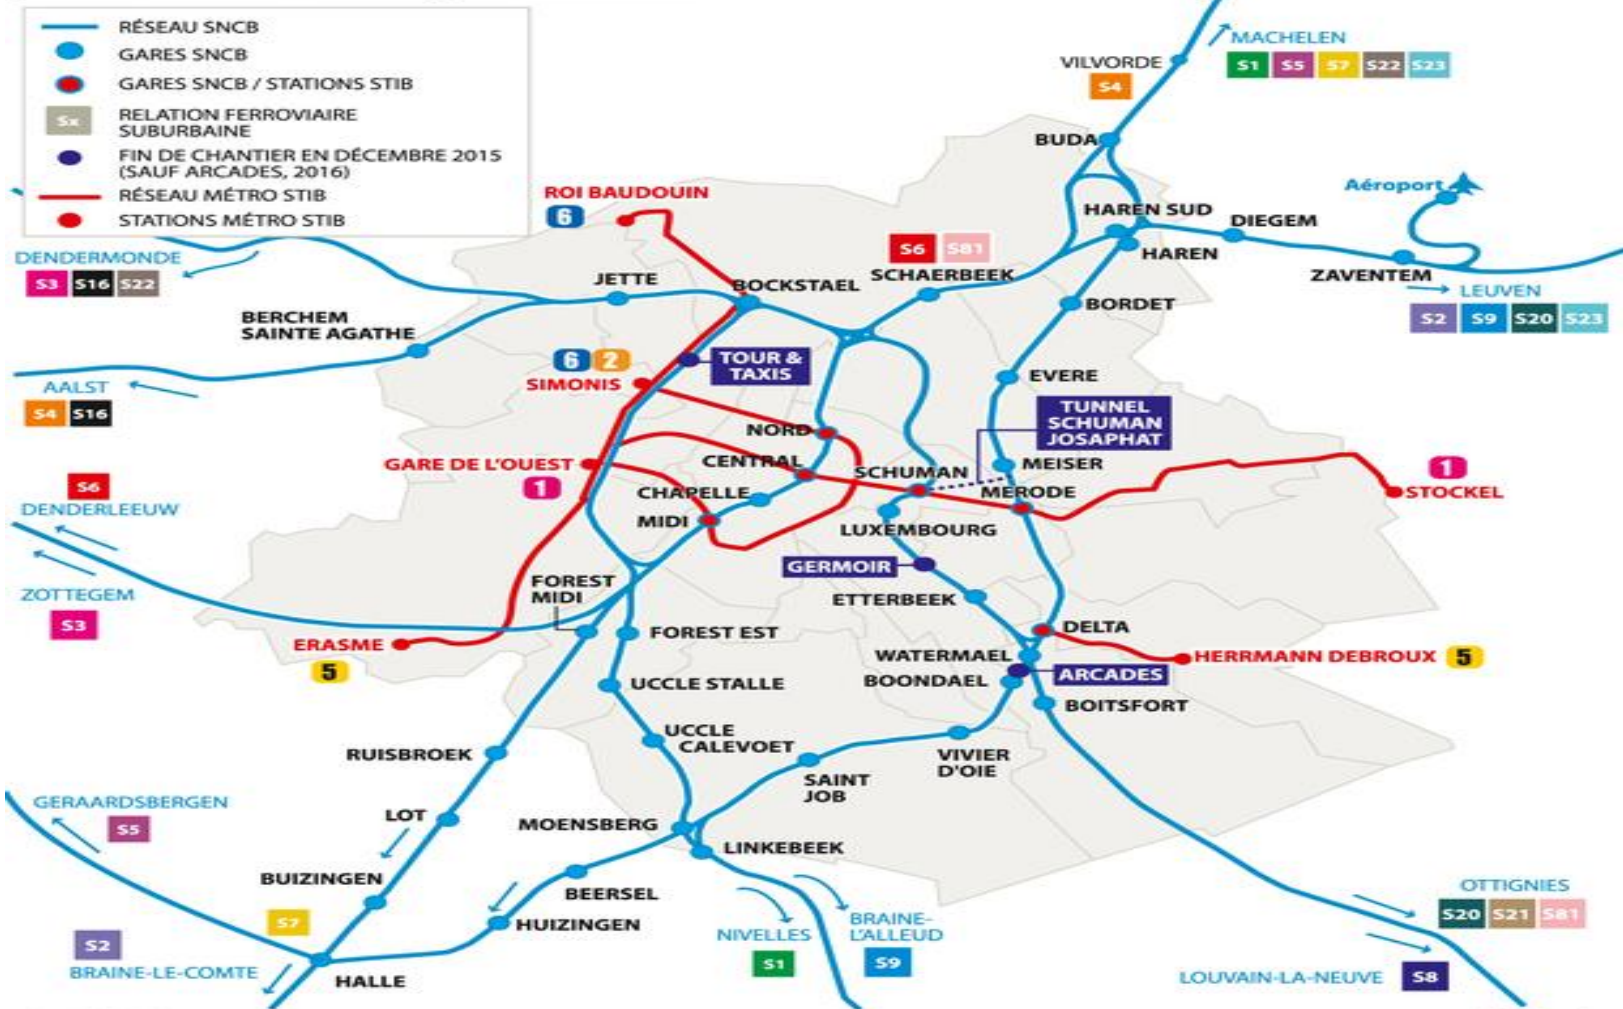 RÉSEAU SNCB
GARES SNCB
GARES SNCB / STATIONS STIB
Sx
RELATION FERROVIAIRE
SUBURBAINE
FIN DE CHANTIER EN DÉCEMBRE 2015
(SAUF ARCADES, 2016)
RÉSEAU MÉTRO STIB
STATIONS MÉTRO STIB
MACHELEN
S1 S5 S7 S22 S23
VILVORDE
S4
BUDA
Aéroport
ROI BAUDOUIN
6
HAREN SUD
DIEGEM
HAREN
ZAVENTEM
LEUVEN
S2 S9 S20 S23
S6 S81
SCHAERBEEK
DENDERMONDE
S3 S16 S22
JETTE
BOCKSTAEL
BORDET
BERCHEM
SAINTE AGATHE
6 2
SIMONIS
TOUR &
TAXIS
EVERE
AALST
S4 S16
TUNNEL
SCHUMAN
JOSAPHAT
NORD
CENTRAL
GARE DE L'OUEST
1
SCHUMAN
MEISER
MERODE
1
STOCKEL
S6
DENDERLEEUW
CHAPELLE
MIDI
LUXEMBOURG
GERMOIR
ZOTTEGEM
S3
FOREST
MIDI
ETTERBEEK
ERASME
5
FOREST EST
DELTA
WATERMAEL
HERRMANN DEBROUX 5
BOONDAEL
ARCADES
UCCLE STALLE
BOITSFORT
UCCLE
CALEVOET
RUISBROEK
VIVIER
D'OIE
SAINT
JOB
GERAARDSBERGEN
S5
LOT
MOENSBERG
LINKEBEEK
BUIZINGEN
BEERSEL
S7
HUIZINGEN
S2
BRAINE-LE-COMTE
HALLE
NIVELLES
S1
BRAINE-
L'ALLEUD
S9
OTTIGNIES
S20 S21 S81
LOUVAIN-LA-NEUVE
S8